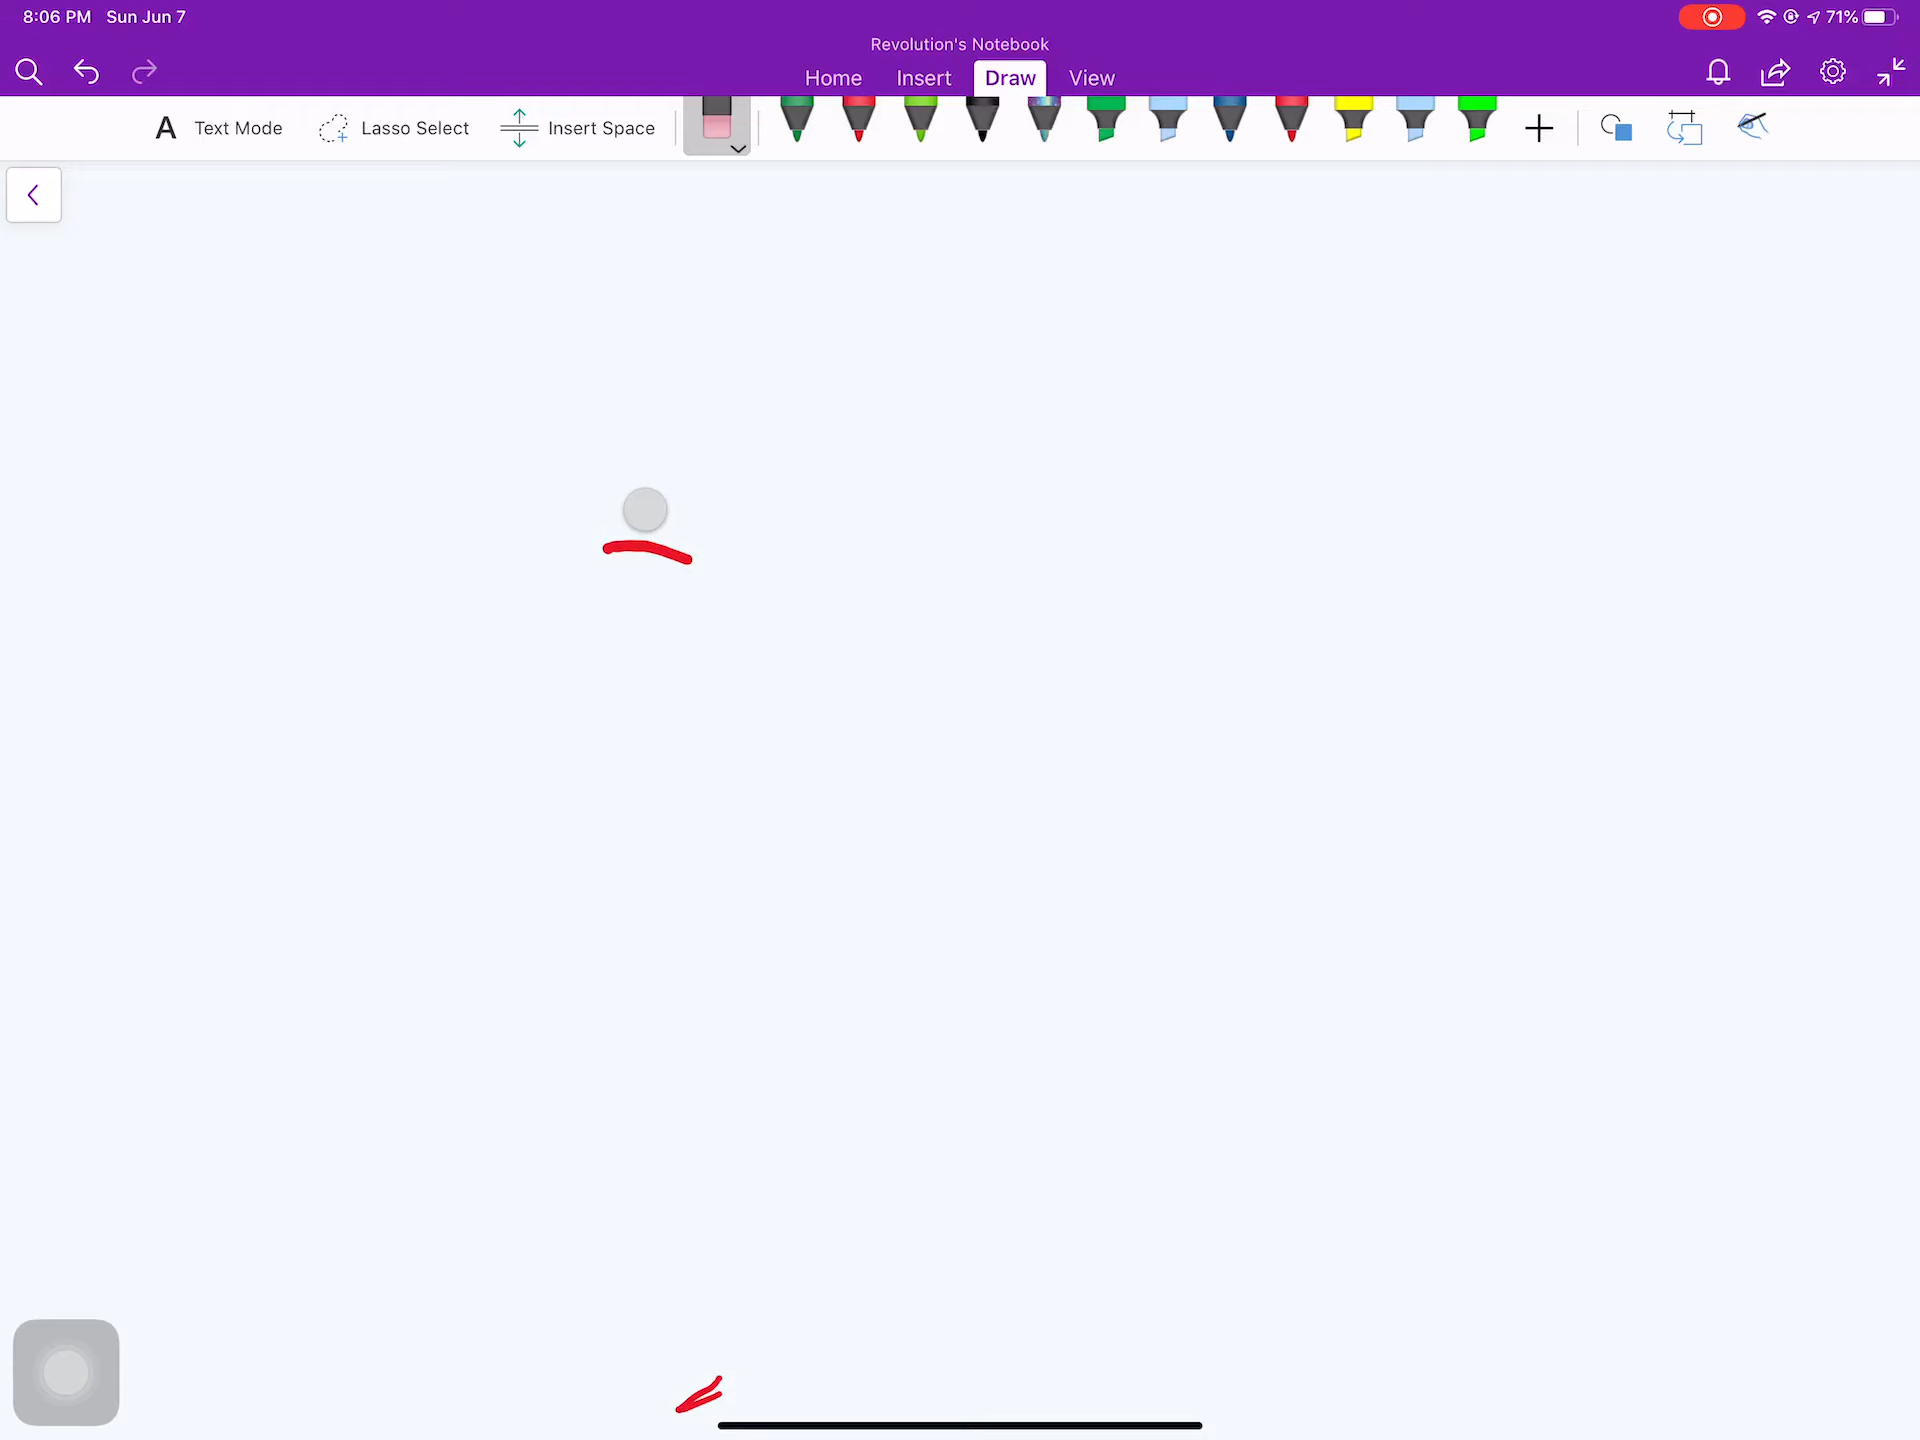 8:06 PM Sun Jun 7
71%
Revolution's Notebook
Home Insert Draw View
A Text Mode Lasso Select Insert Space